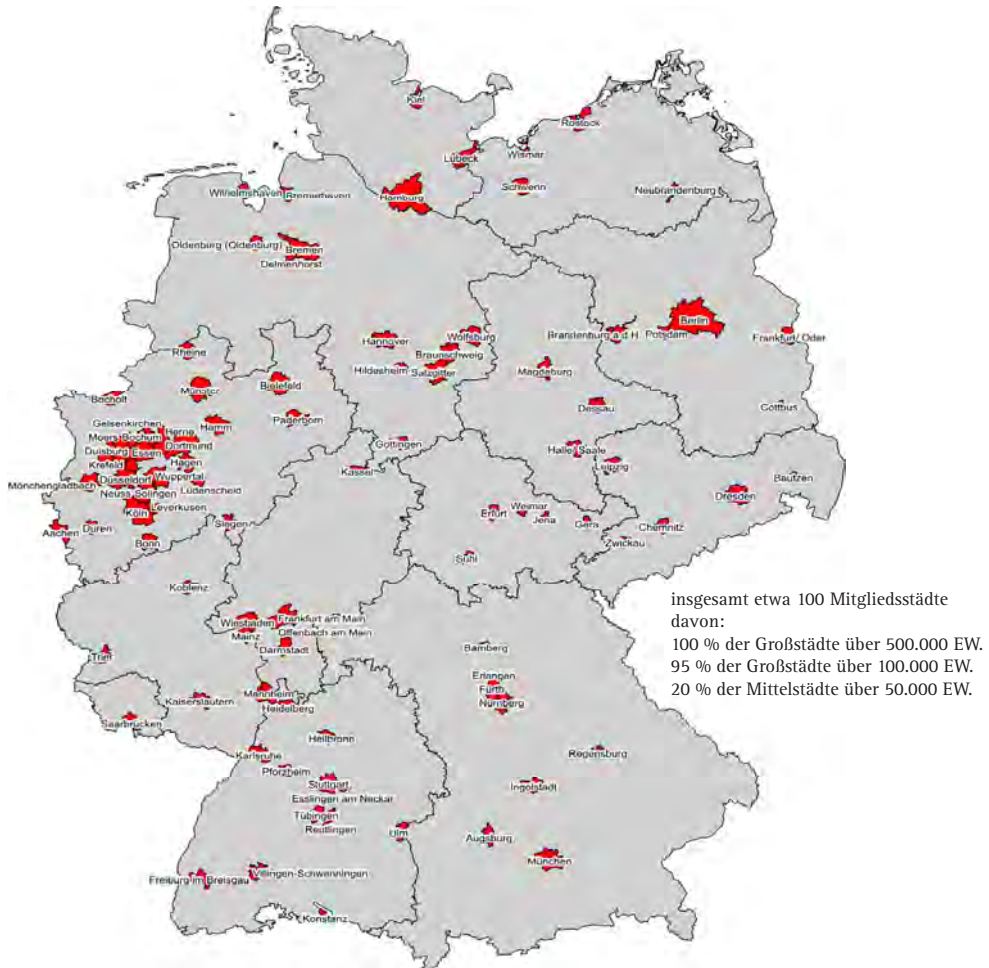 Kiel
Rostock
Lübeck
Wismar
Schwerin
Neubrandenburg
Wilhelmshaven
Bremerhaven
Hamburg
Oldenburg (Oldenburg)
Bremen
Delmenhorst
Berlin
Potsdam
Brandenburg a.d.H.
Frankfurt/ Oder
Hannover
Wolfsburg
Braunschweig
Hildesheim
Salzgitter
Magdeburg
Rheine
Münster
Bielefeld
Bocholt
Paderborn
Hamm
Dessau
Cottbus
Gelsenkirchen
Herne
Moers
Bochum
Dortmund
Duisburg
Essen
Göttingen
Halle/ Saale
Krefeld
Hagen
Kassel
Leipzig
Wuppertal
Bautzen
Mönchengladbach
Düsseldorf
Lüdenscheid
Neuss
Solingen
Dresden
Köln
Leverkusen
Siegen
Erfurt
Weimar
Jena
Gera
Chemnitz
Aachen
Düren
Bonn
Zwickau
Suhl
Koblenz
insgesamt etwa 100 Mitgliedsstädte
davon:
100 % der Großstädte über 500.000 EW.
95 % der Großstädte über 100.000 EW.
20 % der Mittelstädte über 50.000 EW.
Wiesbaden
Frankfurt am Main
Mainz
Offenbach am Main
Darmstadt
Trier
Bamberg
Erlangen
Fürth
Nürnberg
Mannheim
Kaiserslautern
Heidelberg
Saarbrücken
Heilbronn
Karlsruhe
Regensburg
Pforzheim
Stuttgart
Ingolstadt
Esslingen am Neckar
Tübingen
Reutlingen
Ulm
Augsburg
München
Freiburg im Breisgau
Villingen-Schwenningen
Konstanz